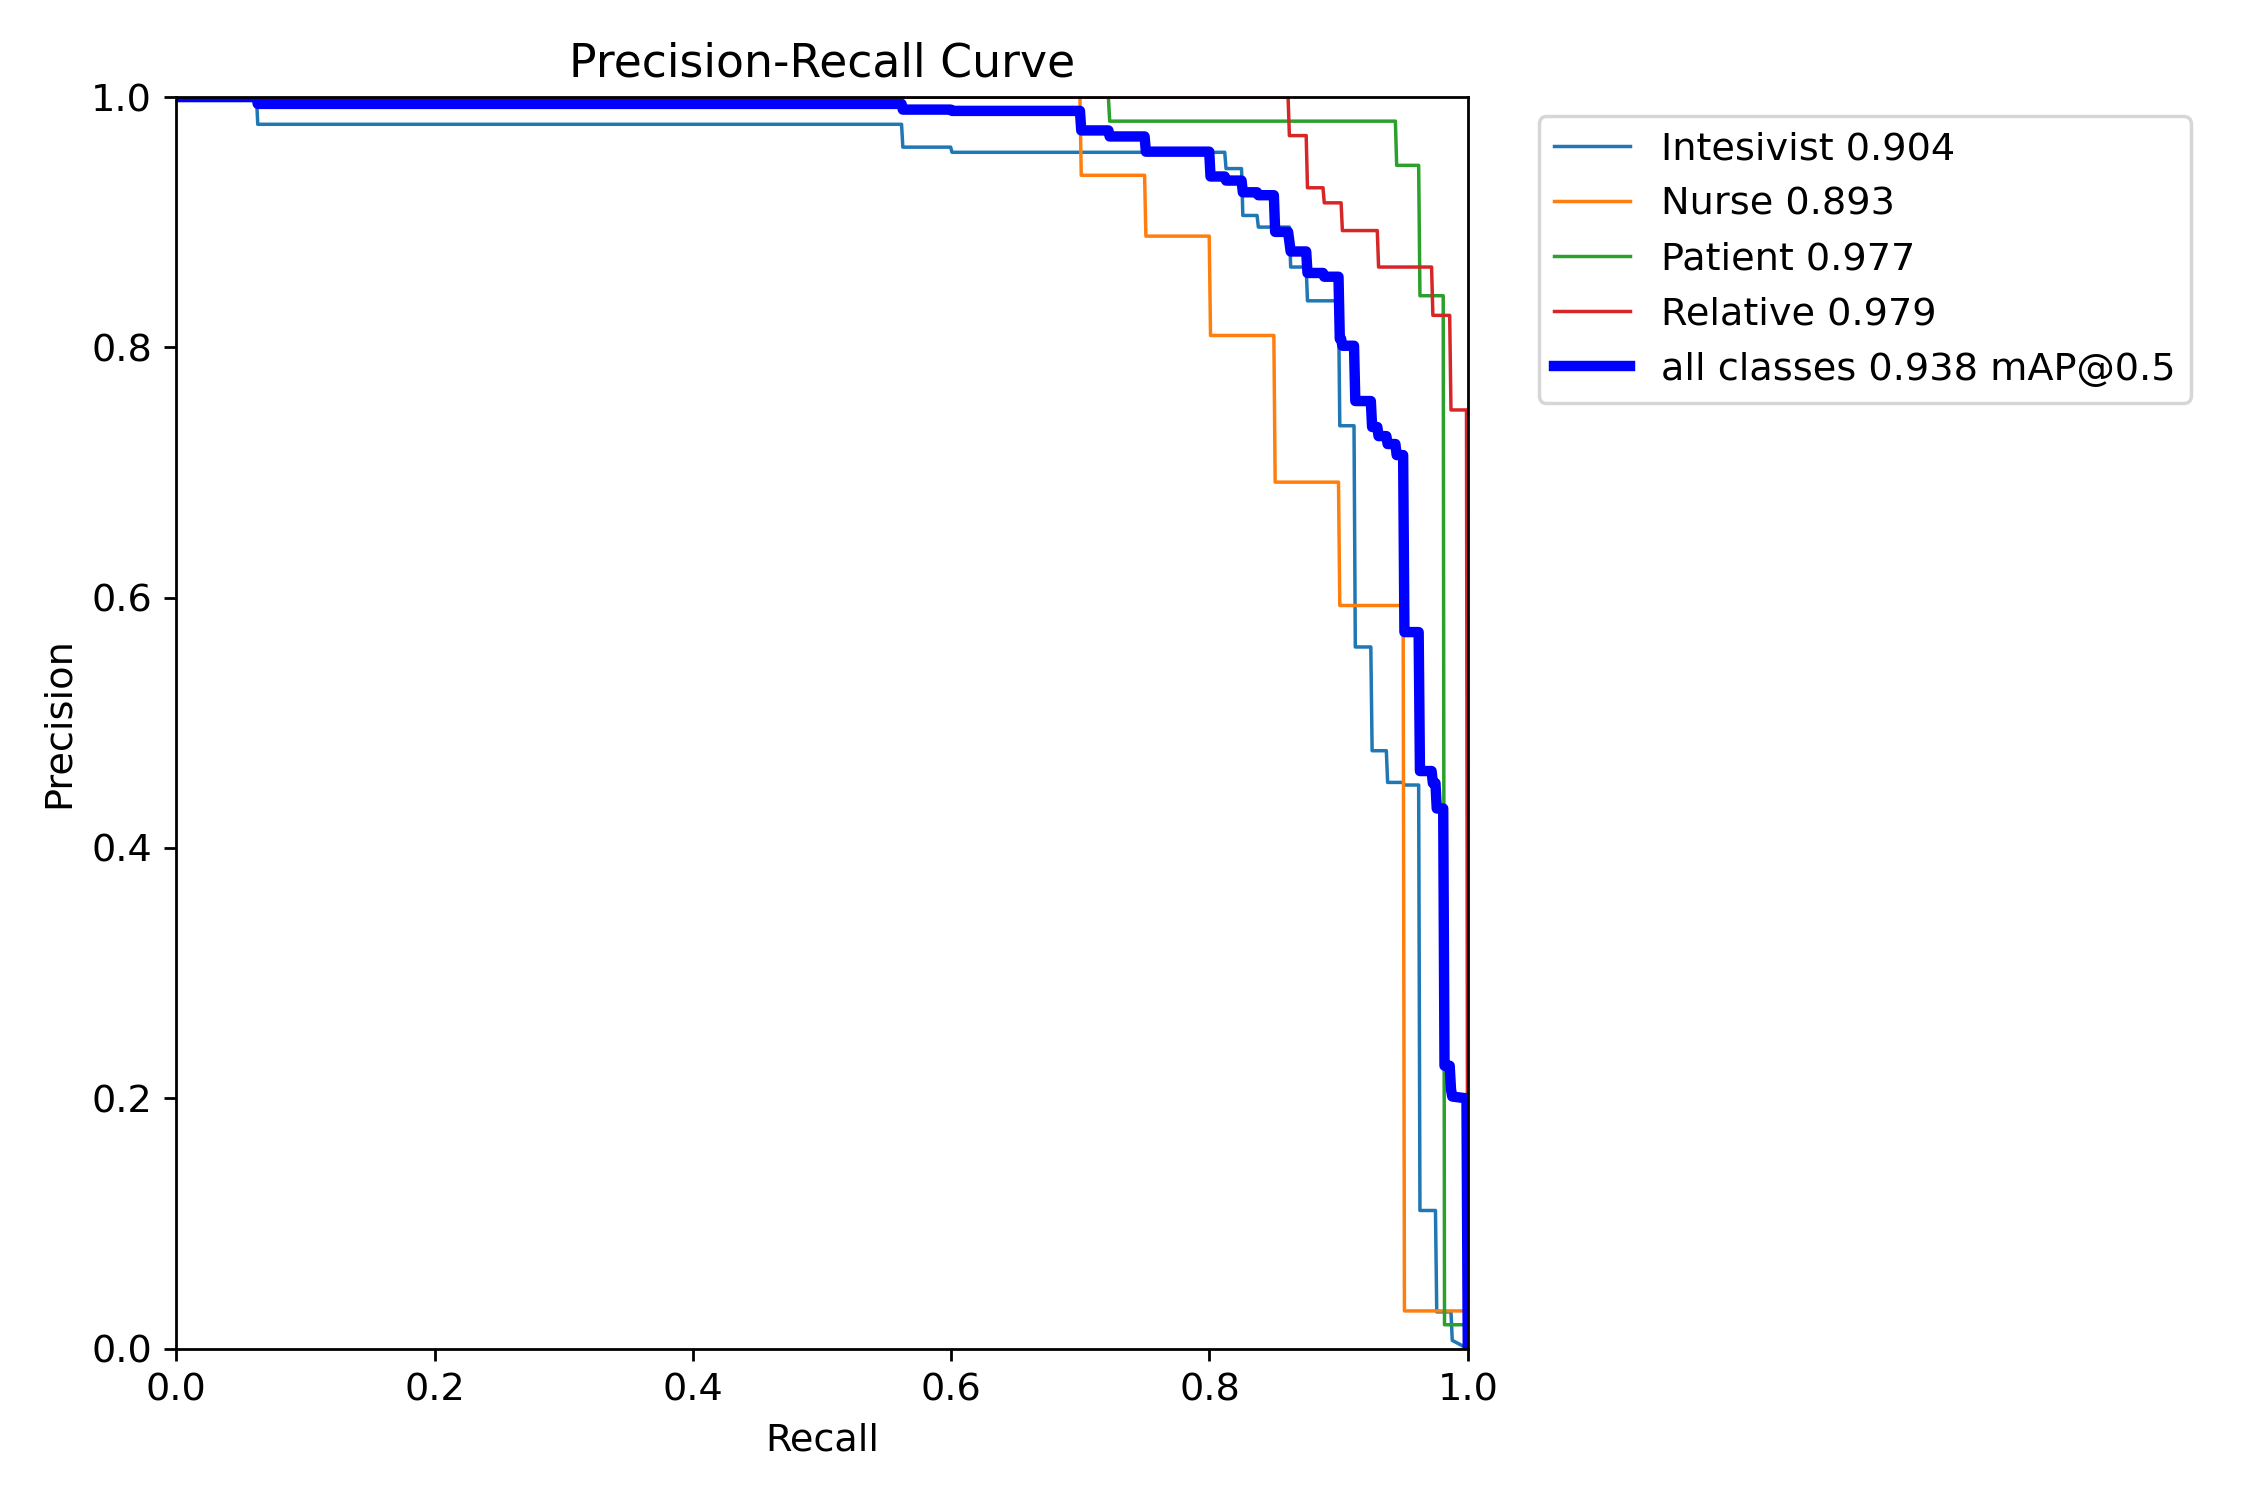 Precision-Recall Curve
1.0
0.8
0.6
0.4
0.2
0.0
Precision
0.0 0.2 0.4 0.6 0.8 1.0
Recall
Intesivist 0.904
Nurse 0.893
Patient 0.977
Relative 0.979
all classes 0.938 mAP@0.5